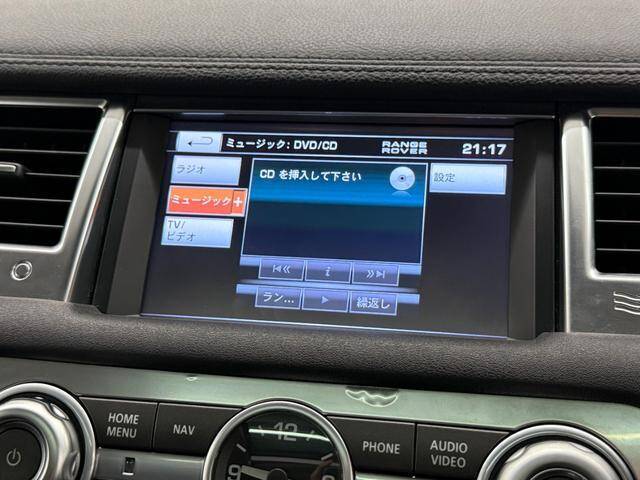 ミュージック: DVD/CD
RANGE
ROVER
21:17
ラジオ
CD を挿入して下さい
設定
ミュージック +
TV/
ビデオ
i
ラン...
繰返し
HOME
MENU
NAV
12
9
3
PHONE
AUDIO
VIDEO